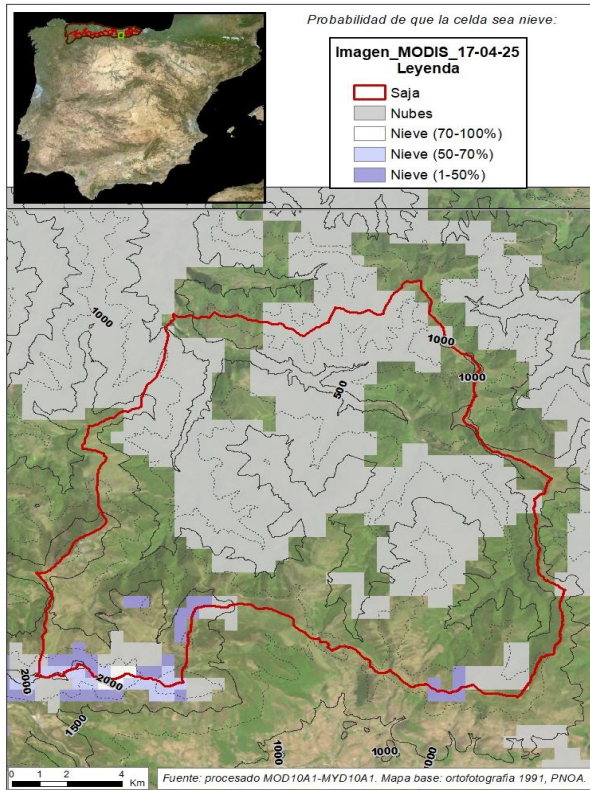 Probabilidad de que la celda sea nieve:
Imagen_MODIS_17-04-25
Leyenda
Saja
Nubes
Nieve (70-100%)
Nieve (50-70%)
Nieve (1-50%)
1000
1000
500
1000
2000
2000
1500
1000
1000
000
0 1 2 4
Km
Fuente: procesado MOD10A1-MYD10A1. Mapa base: ortofotografia 1991, PNOA.